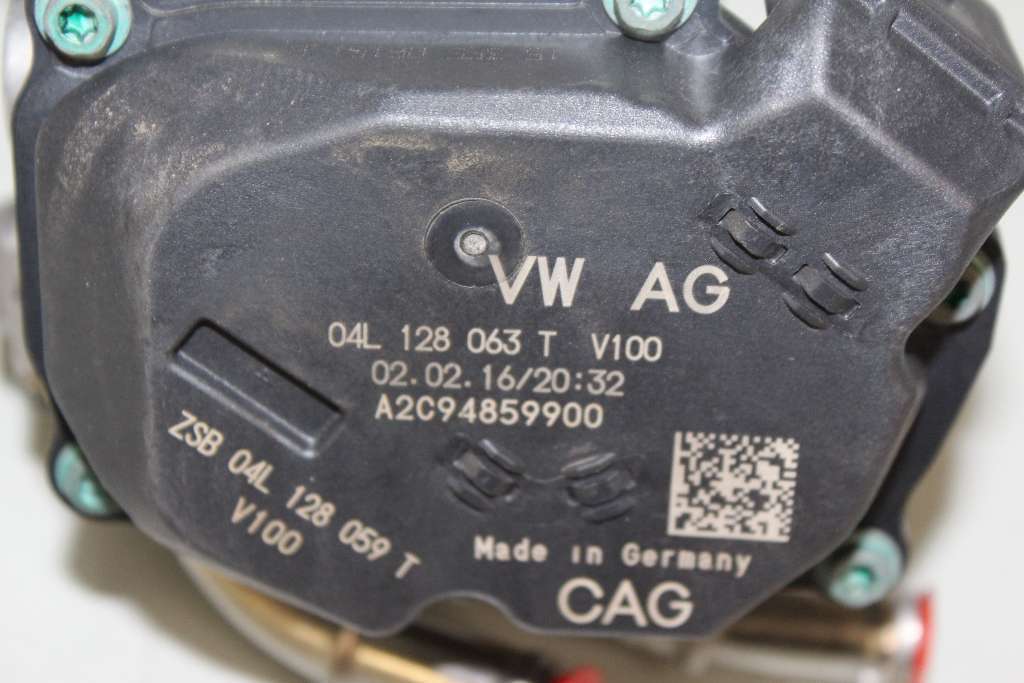 VW AG
04L 128 063 T V100
02.02.16/20:32
A2C94859900
ZSB 04L 128 059 T
V100
Made in Germany
CAG